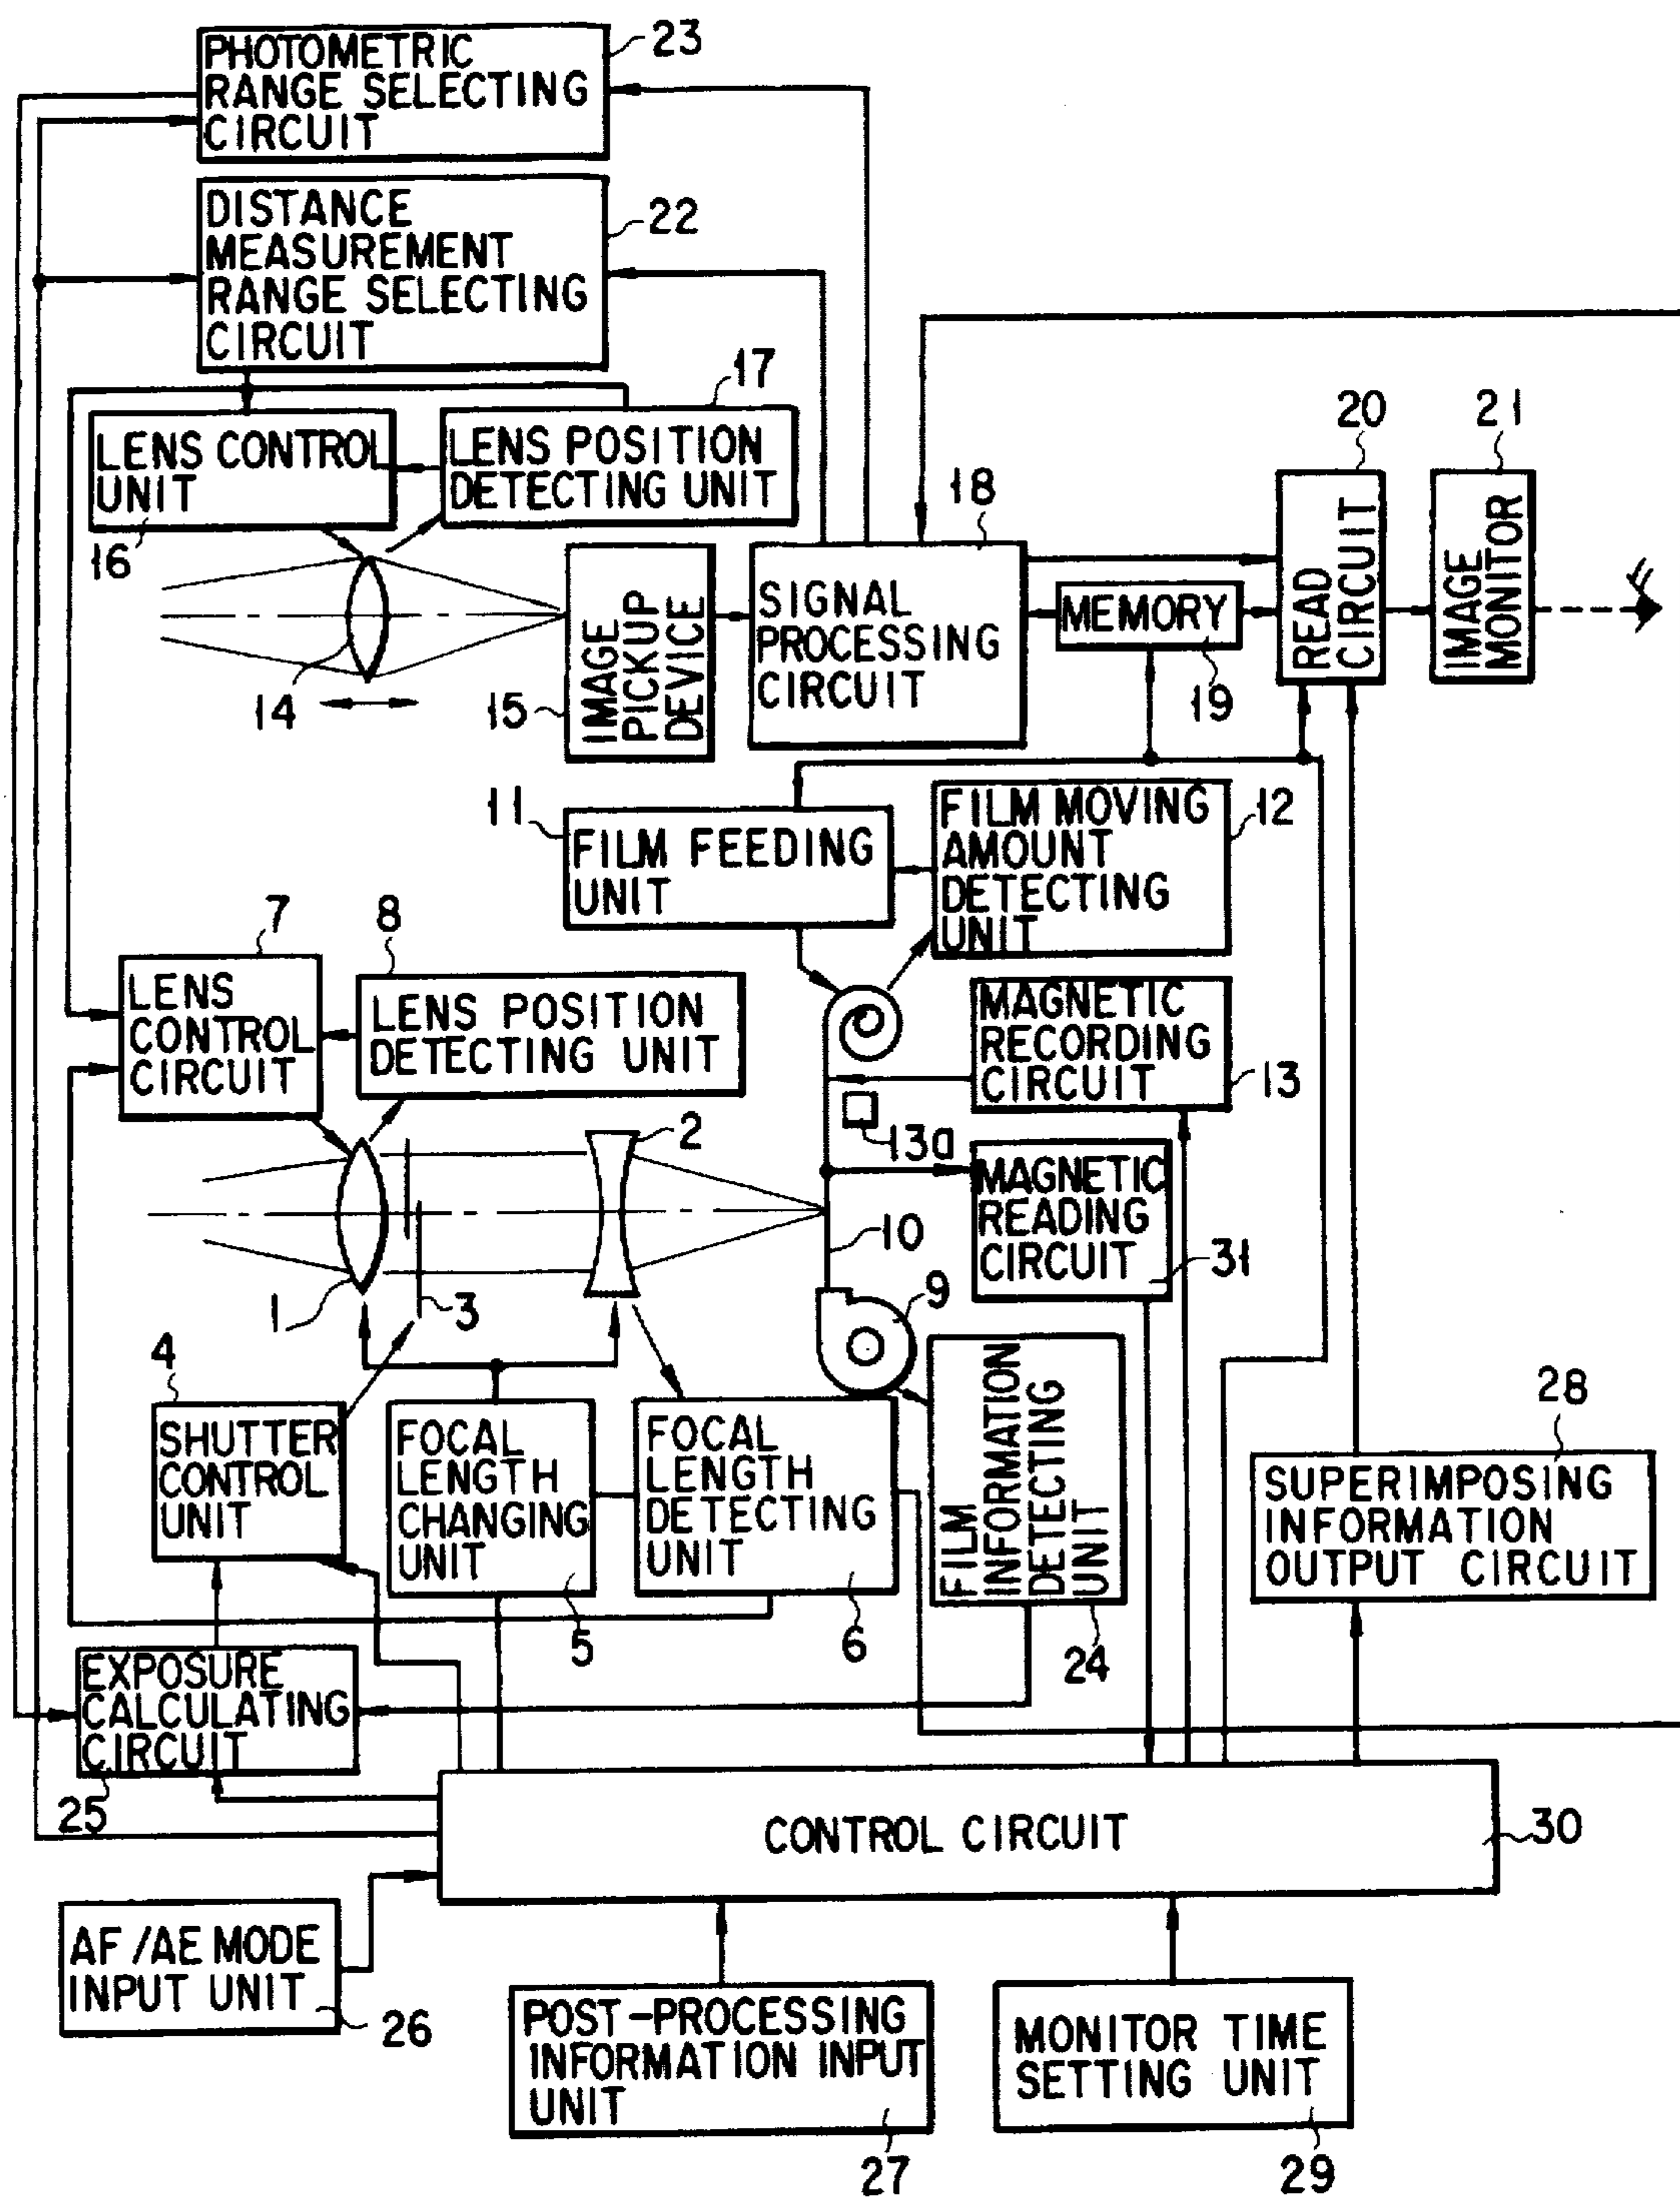 PHOTOMETRIC
RANGE SELECTING
CIRCUIT
23
DISTANCE
MEASUREMENT
RANGE SELECTING
CIRCUIT
22
17
LENS CONTROL
UNIT
16
LENS POSITION
DETECTING UNIT
20
21
18
14
15
IMAGE
PICKUP
DEVICE
SIGNAL
PROCESSING
CIRCUIT
MEMORY
19
READ
CIRCUIT
IMAGE
MONITOR
11
FILM FEEDING
UNIT
FILM MOVING
AMOUNT
DETECTING
UNIT
12
7
8
LENS
CONTROL
CIRCUIT
LENS POSITION
DETECTING UNIT
MAGNETIC
RECORDING
CIRCUIT
13
13a
2
MAGNETIC
READING
CIRCUIT
31
10
1
3
9
4
SHUTTER
CONTROL
UNIT
FOCAL
LENGTH
CHANGING
UNIT
5
FOCAL
LENGTH
DETECTING
UNIT
6
FILM
INFORMATION
DETECTING
UNIT
24
28
SUPERIMPOSING
INFORMATION
OUTPUT CIRCUIT
EXPOSURE
CALCULATING
CIRCUIT
25
CONTROL CIRCUIT
30
AF/AE MODE
INPUT UNIT
26
POST-PROCESSING
INFORMATION INPUT
UNIT
27
MONITOR TIME
SETTING UNIT
29